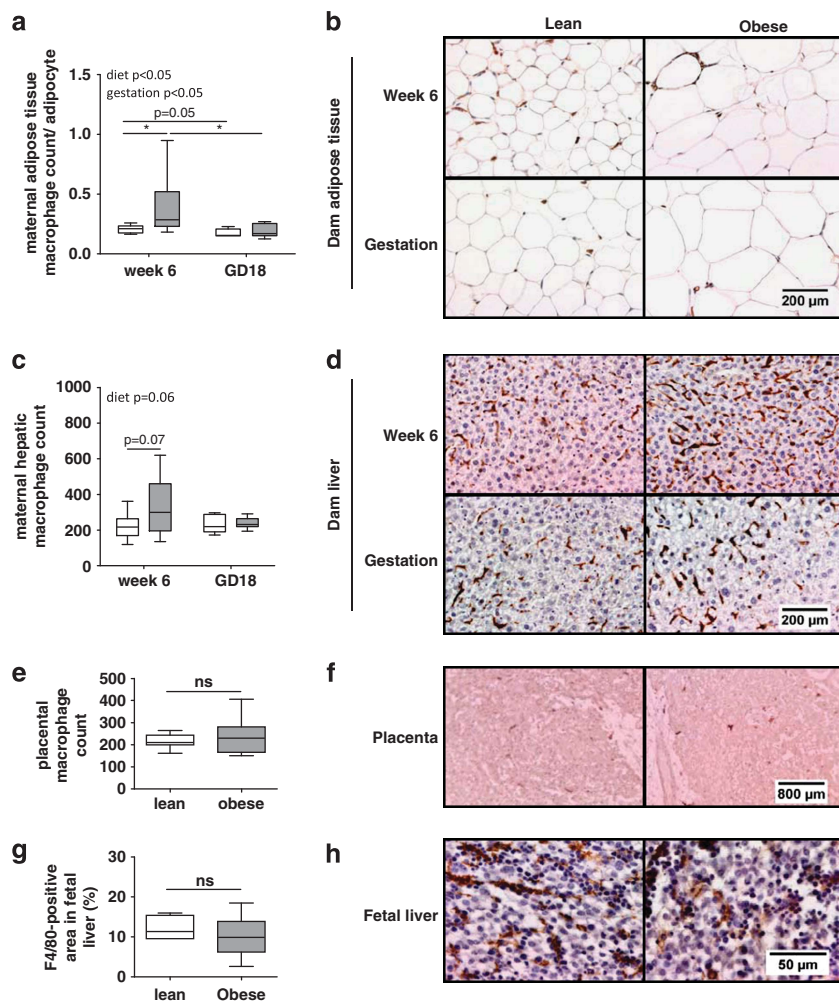 a
maternal adipose tissue
macrophage count/ adipocyte
1.5
1.0
0.5
0.0
diet p<0.05
gestation p<0.05
p=0.05
*
*
week 6
GD18
b
Lean
Obese
Dam adipose tissue
Week 6
Gestation
200 µm
c
maternal hepatic
macrophage count
1000
800
600
400
200
0
diet p=0.06
p=0.07
week 6
GD18
d
Dam liver
Week 6
Gestation
200 µm
e
placental
macrophage
count
500
400
300
200
100
0
ns
lean
obese
f
Placenta
800 µm
g
F4/80-positive
area in fetal
liver (%)
30
20
10
0
ns
lean
Obese
h
Fetal liver
50 µm